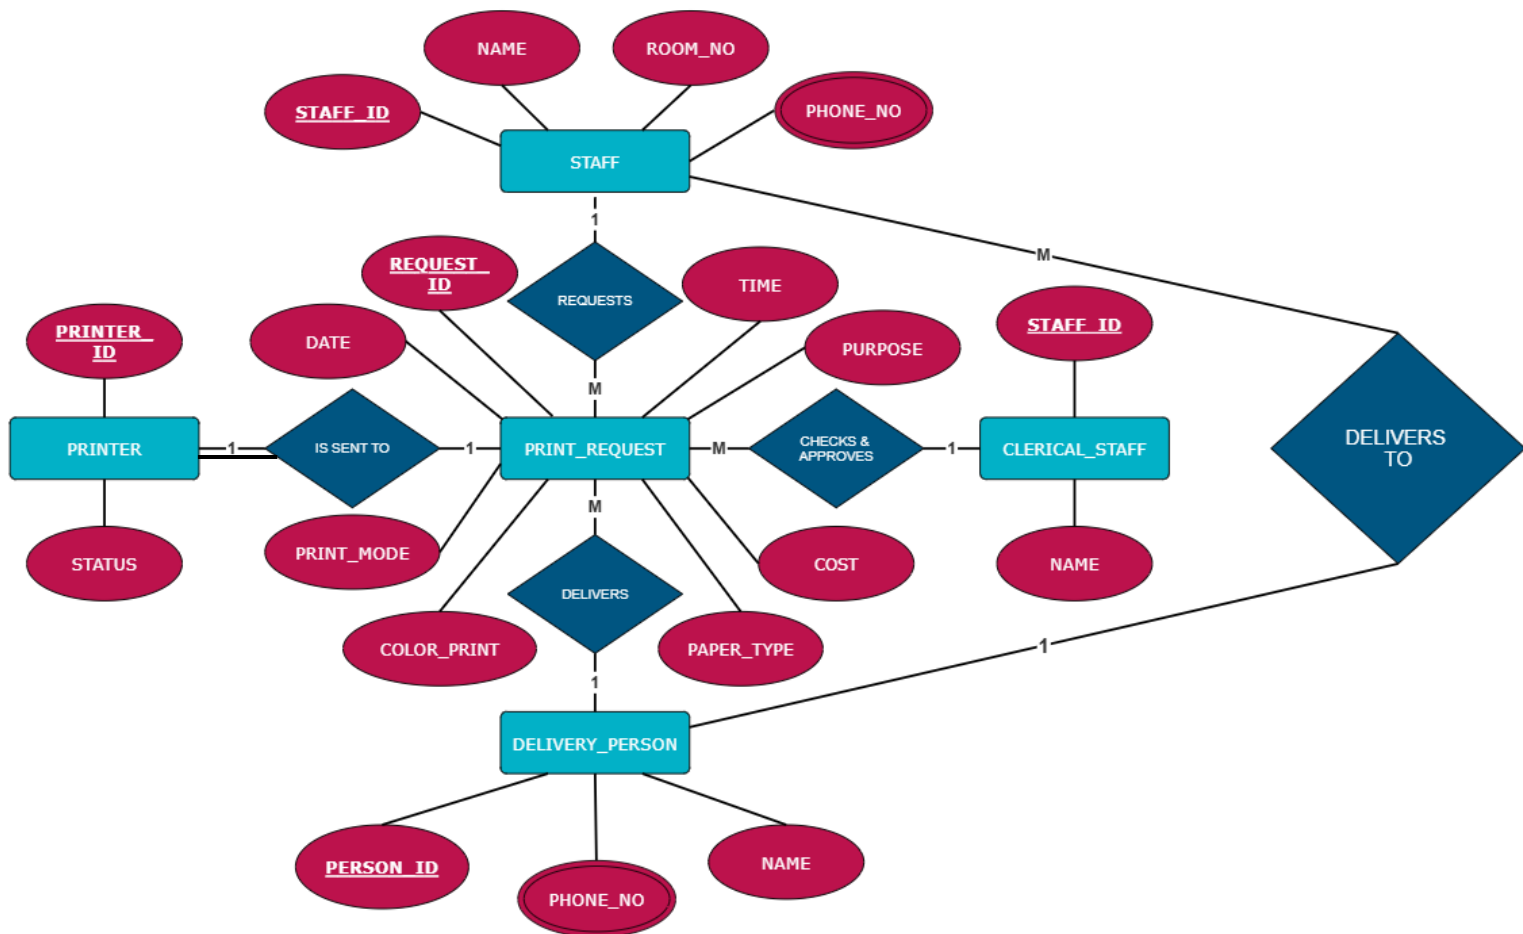 NAME
ROOM_NO
STAFF_ID
PHONE_NO
STAFF
1
M
REQUEST_
ID
TIME
REQUESTS
PRINTER_
ID
DATE
STAFF_ID
PURPOSE
M
PRINTER
1
IS SENT TO
1
PRINT_REQUEST
M
CHECKS &
APPROVES
1
CLERICAL_STAFF
DELIVERS
TO
M
STATUS
PRINT_MODE
COST
NAME
DELIVERS
COLOR_PRINT
PAPER_TYPE
1
1
DELIVERY_PERSON
PERSON_ID
PHONE_NO
NAME